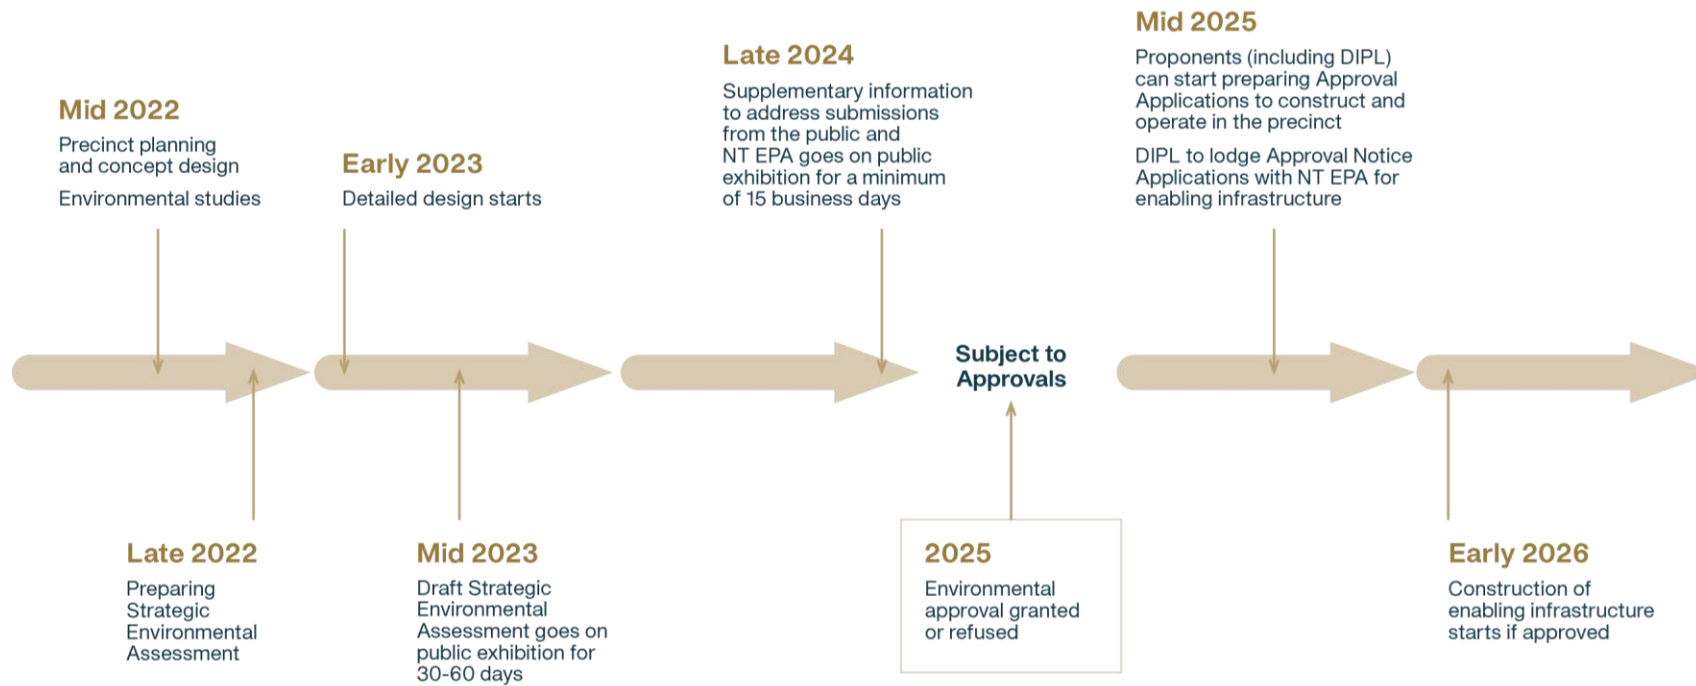 Mid 2022
Precinct planning
and concept design
Environmental studies
Early 2023
Detailed design starts
Late 2024
Supplementary information
to address submissions
from the public and
NT EPA goes on public
exhibition for a minimum
of 15 business days
Mid 2025
Proponents (including DIPL)
can start preparing Approval
Applications to construct and
operate in the precinct
DIPL to lodge Approval Notice
Applications with NT EPA for
enabling infrastructure
Subject to
Approvals
Late 2022
Preparing
Strategic
Environmental
Assessment
Mid 2023
Draft Strategic
Environmental
Assessment goes on
public exhibition for
30-60 days
2025
Environmental
approval granted
or refused
Early 2026
Construction of
enabling infrastructure
starts if approved